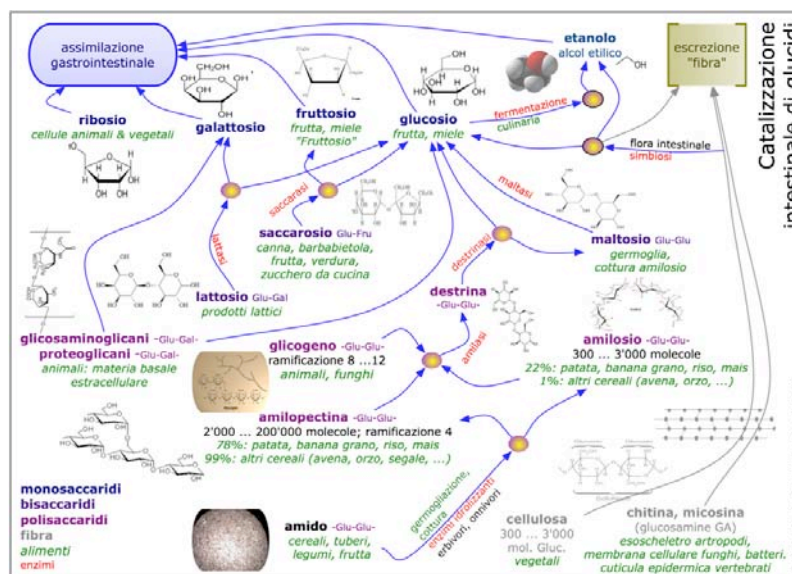 assimilazione
gastrointestinale
etanolo
alcol etilico
escrezione
"fibra"
Catalizzazione
intestinale di glucidi
ribosio
cellule animali & vegetali
galattosio
fruttosio
frutta, miele
"Fruttosio"
glucosio
frutta, miele
fermentazione
culinaria
flora intestinale
simbiosi
saccarasi
maltasi
lattasi
saccarosio Glu-Fru
canna, barbabietola,
frutta, verdura,
zucchero da cucina
destrinasi
maltosio Glu-Glu
germoglia,
cottura amilosio
lattosio Glu-Gal
prodotti lattici
destrina
-Glu-Glu-
glicosaminoglicani -Glu-Gal-
proteoglicani -Glu-Gal-
animali: materia basale
estracellulare
glicogeno -Glu-Glu-
ramificazione 8 ...12
animali, funghi
amilasi
amilosio -Glu-Glu-
300 ... 3'000 molecole
22%: patata, banana grano, riso, mais
1%: altri cereali (avena, orzo, ...)
amilopectina -Glu-Glu-
2'000 ... 200'000 molecole; ramificazione 4
78%: patata, banana grano, riso, mais
99%: altri cereali (avena, orzo, segale, ...)
monosaccaridi
bisaccaridi
polisaccaridi
fibra
alimenti
enzimi
amido -Glu-Glu-
cereali, tuberi,
legumi, frutta
germogliazione,
cottura
enzimi idrolizzanti
erbivori, onnivori
cellulosa
300 ... 3'000
mol. Gluc.
vegetali
chitina, micosina
(glucosamine GA)
esoscheletro artropodi,
membrana cellulare funghi, batteri.
cuticula epidermica vertebrati